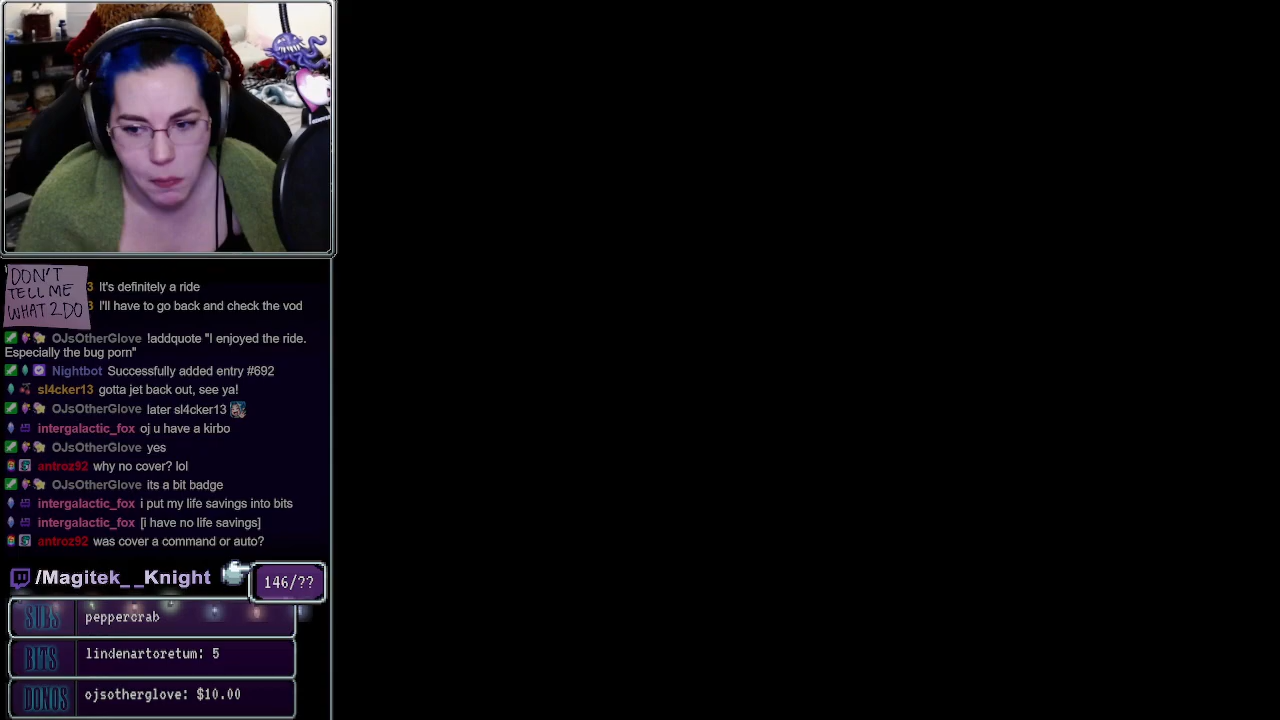 DON'T
TELL ME
WHAT 2 DO
3 It's definitely a ride
3 I'll have to go back and check the vod
OJsOtherGlove !addquote "I enjoyed the ride.
Especially the bug porn"
Nightbot Successfully added entry #692
sl4cker13 gotta jet back out, see ya!
OJsOtherGlove later sl4cker13
intergalactic_fox oj u have a kirbo
OJsOtherGlove yes
antroz92 why no cover? lol
OJsOtherGlove its a bit badge
intergalactic_fox i put my life savings into bits
intergalactic_fox [i have no life savings]
antroz92 was cover a command or auto?
/Magitek__Knight 146/??
SUBS peppercrab
BITS lindenartoretum: 5
DONOS ojsotherglove: $10.00